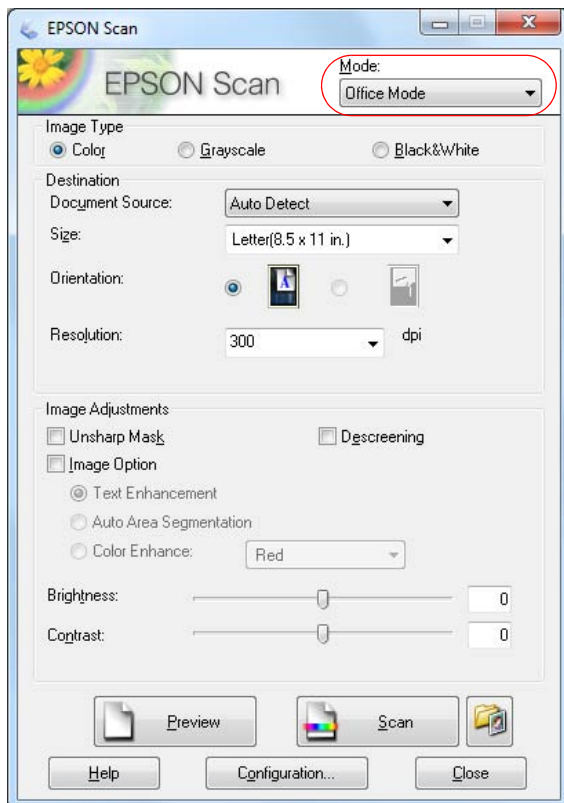 EPSON Scan
EPSON Scan
Mode:
Office Mode
Image Type
Color
Grayscale
Black&White
Destination
Document Source:
Auto Detect
Size:
Letter(8.5 x 11 in.)
Orientation:
A
Resolution:
300
dpi
Image Adjustments
Unsharp Mask
Descreening
Image Option
Text Enhancement
Auto Area Segmentation
Color Enhance:
Red
Brightness:
0
Contrast:
0
Preview
Scan
Help
Configuration...
Close